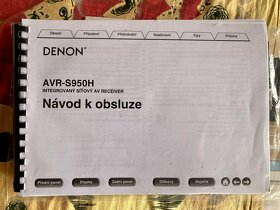 Obsah Připojení Přehrávání Nastavení Tipy Příloha
DENON®
AVR-S950H
INTEGROVANÝ SÍŤOVÝ AV RECEIVER
Návod k obsluze
Přední panel Displej Zadní panel Dálkový Rejstřík